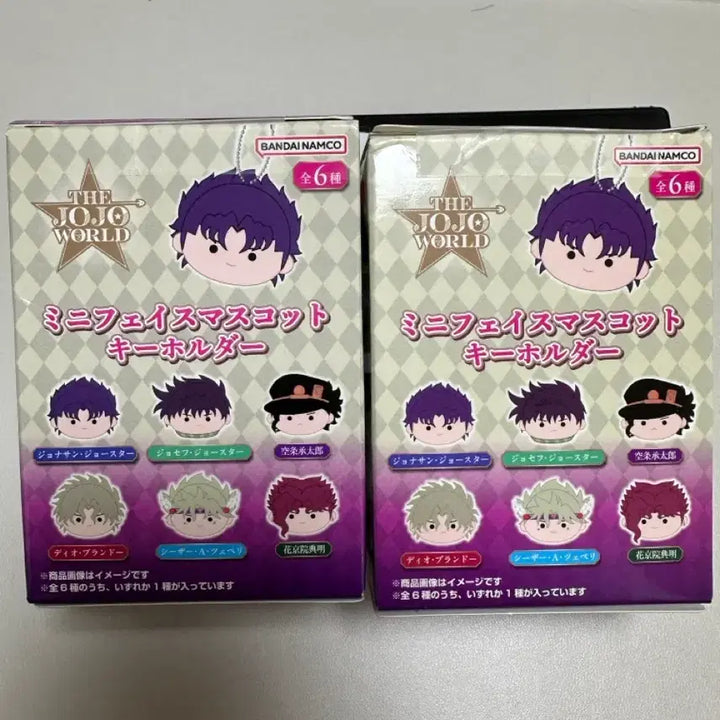 BANDAI NAMCO
全6種
THE
JOJO
WORLD
ミニフェイスマスコット
キーホルダー
ジョナサン・ジョースター
ジョセフ・ジョースター
空条承太郎
ディオ・ブランドー
シーザー・A・ツェペリ
花京院典明
※商品画像はイメージです
※全6種のうち、いずれか1種が入っています
BANDAI NAMCO
全6種
THE
JOJO
WORLD
ミニフェイスマスコット
キーホルダー
ジョナサン・ジョースター
ジョセフ・ジョースター
空条承太郎
ディオ・ブランドー
シーザー・A・ツェペリ
花京院典明
※商品画像はイメージです
※全6種のうち、いずれか1種が入っています